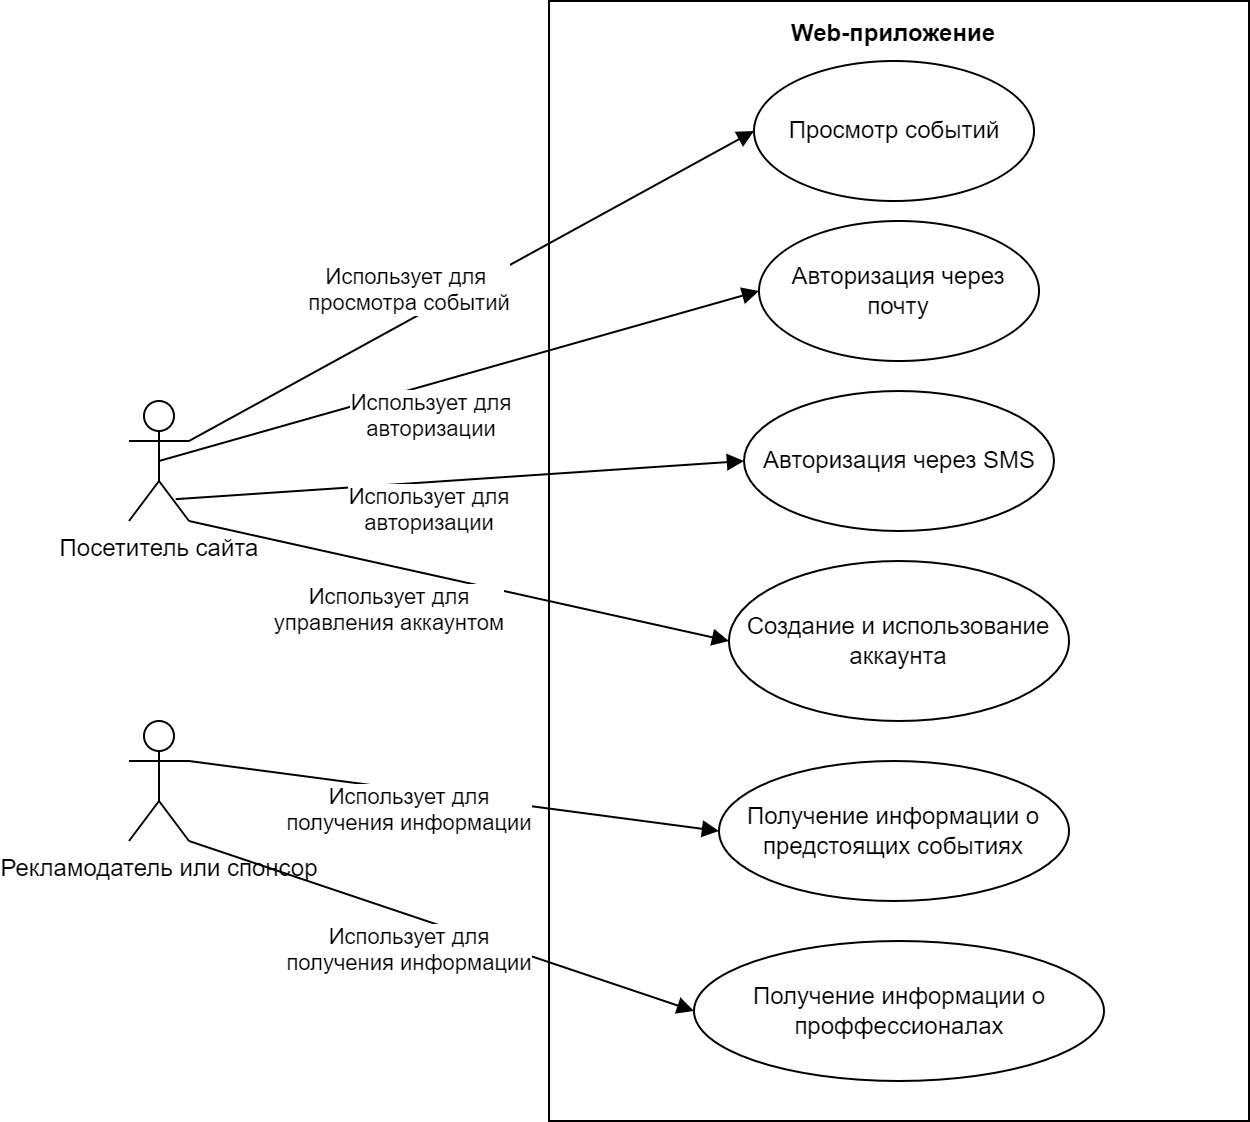 Web-приложение
Просмотр событий
Использует для
просмотра событий
Авторизация через
почту
Использует для
авторизации
Авторизация через SMS
Использует для
авторизации
Посетитель сайта
Использует для
управления аккаунтом
Создание и использование
аккаунта
Использует для
получения информации
Получение информации о
предстоящих событиях
Рекламодатель или спонсор
Использует для
получения информации
Получение информации о
проффессионалах